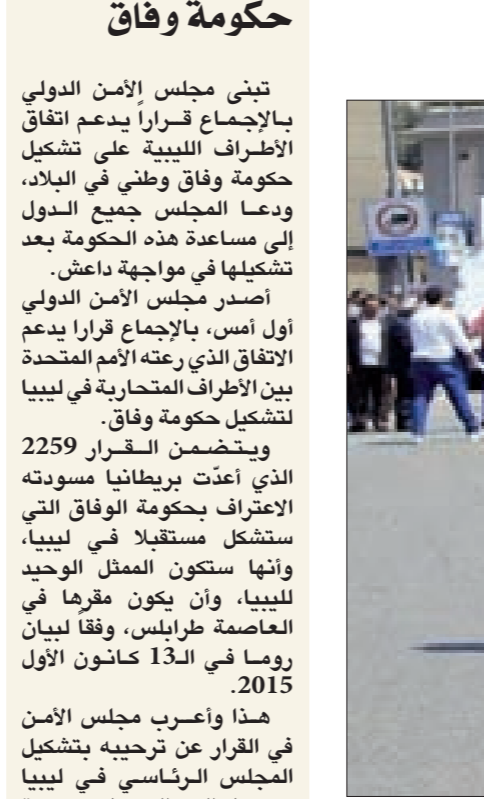 حكومة وفاق
تبنى مجلس الأمن الدولي
بالإجماع قراراً يدعم اتفاق
الأطراف الليبية على تشكيل
حكومة وفاق وطني في البلاد،
ودعا المجلس جميع الدول
إلى مساعدة هذه الحكومة بعد
تشكيلها في مواجهة داعش.
أصدر مجلس الأمن الدولي
أول أمس، بالإجماع قرارا يدعم
الاتفاق الذي رعته الأمم المتحدة
بين الأطراف المتحاربة في ليبيا
لتشكيل حكومة وفاق.
ويتضمن القرار 2259
الذي أعدّت بريطانيا مسودته
الاعتراف بحكومة الوفاق التي
ستشكل مستقبلا في ليبيا،
وأنها ستكون الممثل الوحيد
لليبيا، وأن يكون مقرها في
العاصمة طرابلس، وفقاً لبيان
روما في الـ13 كانون الأول
2015.
هذا وأعرب مجلس الأمن
في القرار عن ترحيبه بتشكيل
المجلس الرئاسي في ليبيا